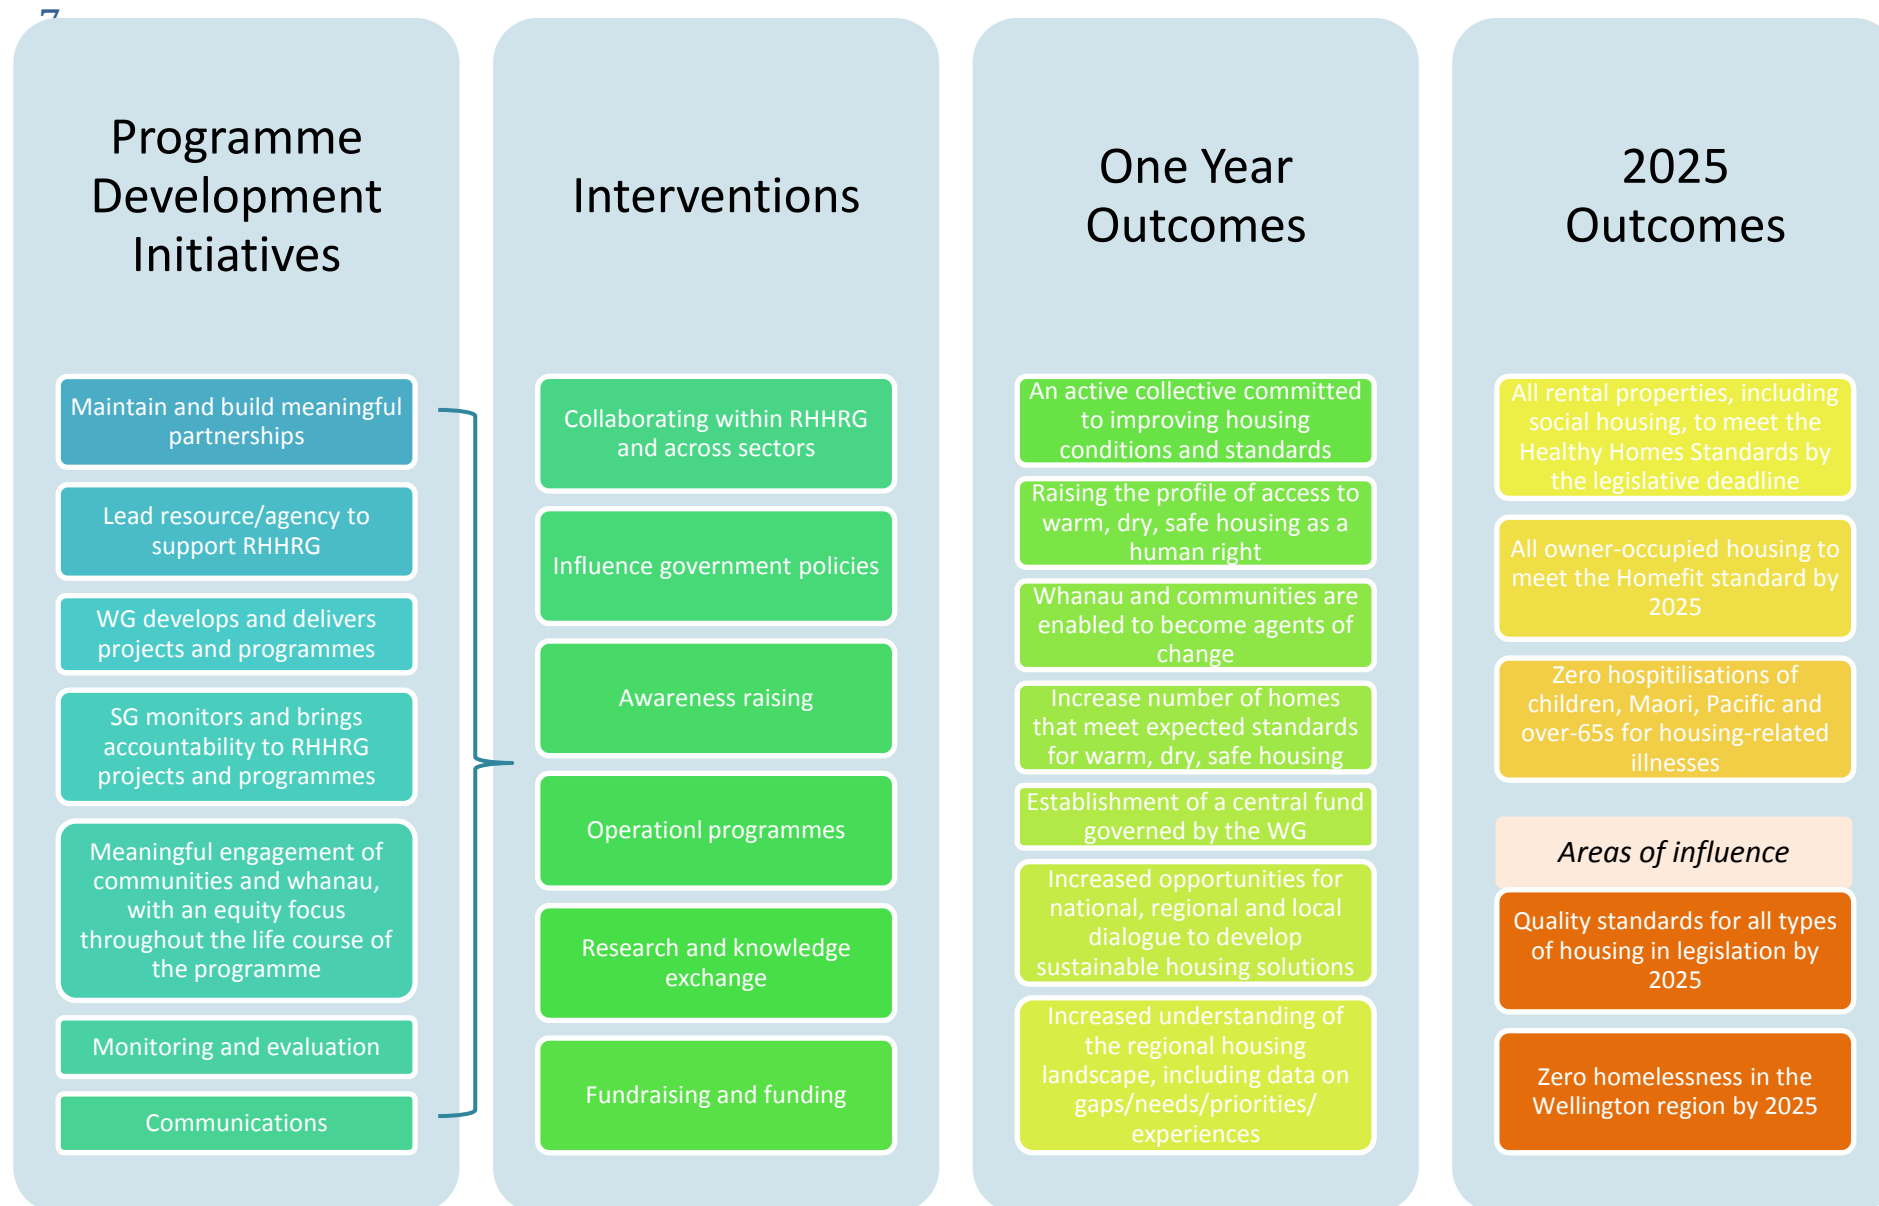 7
Programme
Development
Initiatives
Maintain and build meaningful
partnerships
Lead resource/agency to
support RHHRG
WG develops and delivers
projects and programmes
SG monitors and brings
accountability to RHHRG
projects and programmes
Meaningful engagement of
communities and whanau,
with an equity focus
throughout the life course of
the programme
Monitoring and evaluation
Communications
Interventions
Collaborating within RHHRG
and across sectors
Influence government policies
Awareness raising
Operationl programmes
Research and knowledge
exchange
Fundraising and funding
One Year
Outcomes
An active collective committed
to improving housing
conditions and standards
Raising the profile of access to
warm, dry, safe housing as a
human right
Whanau and communities are
enabled to become agents of
change
Increase number of homes
that meet expected standards
for warm, dry, safe housing
Establishment of a central fund
governed by the WG
Increased opportunities for
national, regional and local
dialogue to develop
sustainable housing solutions
Increased understanding of
the regional housing
landscape, including data on
gaps/needs/priorities/
experiences
2025
Outcomes
All rental properties, including
social housing, to meet the
Healthy Homes Standards by
the legislative deadline
All owner-occupied housing to
meet the Homefit standard by
2025
Zero hospitilisations of
children, Maori, Pacific and
over-65s for housing-related
illnesses
Areas of influence
Quality standards for all types
of housing in legislation by
2025
Zero homelessness in the
Wellington region by 2025